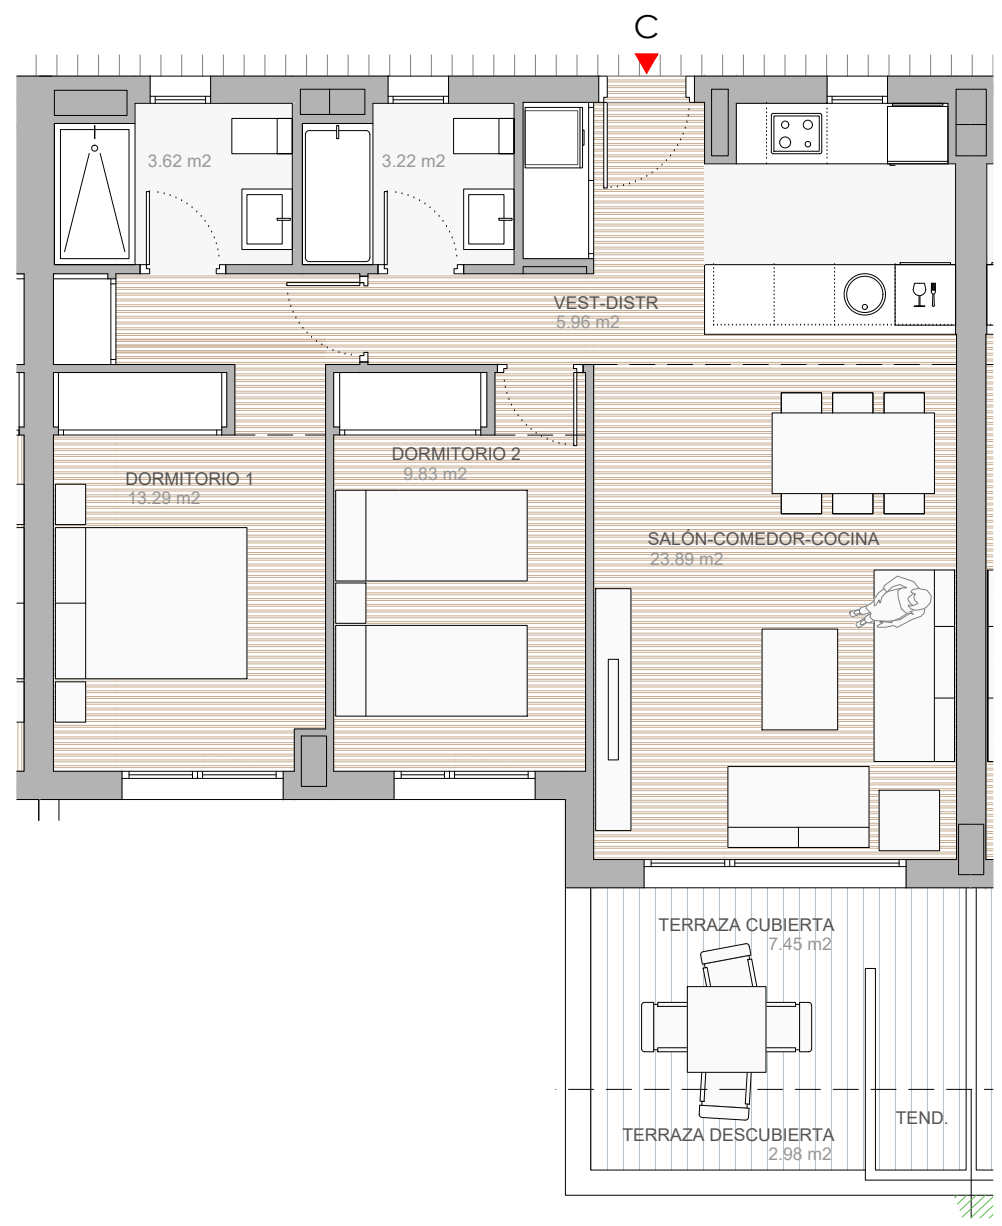 C
3.62 m2
3.22 m2
VEST-DISTR
5.96 m2
DORMITORIO 1
13.29 m2
DORMITORIO 2
9.83 m2
SALÓN-COMEDOR-COCINA
23.89 m2
TERRAZA CUBIERTA
7.45 m2
TEND.
TERRAZA DESCUBIERTA
2.98 m2